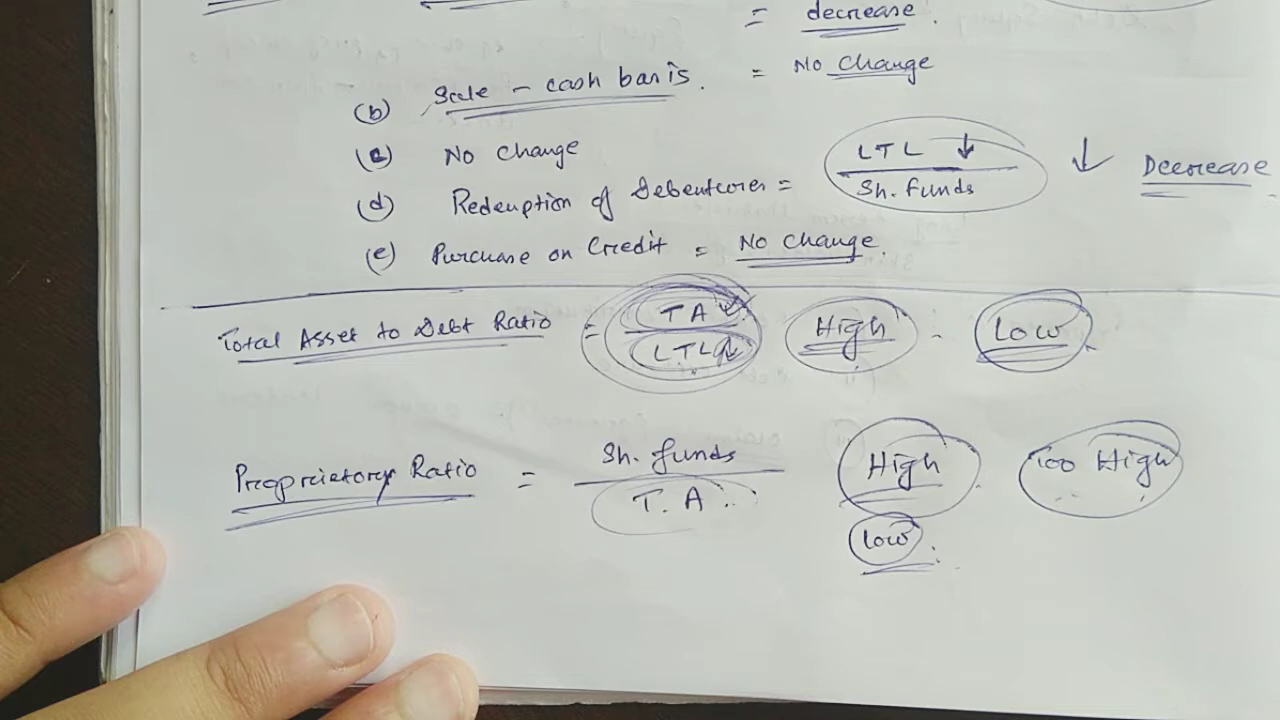 = decrease.
(b) Sale - cash basis. = No change
(c) No change
(d) Redemption of Debentures = LTL ↓ / Sh. funds ↓ Decrease
(e) Purchase on Credit = No change.
Total Asset to Debt Ratio = TA / LTL High - Low
Proprietory Ratio = Sh. funds / T.A. High Too High
Low.